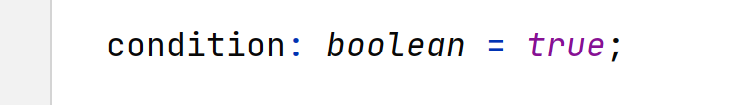 condition: boolean = true;